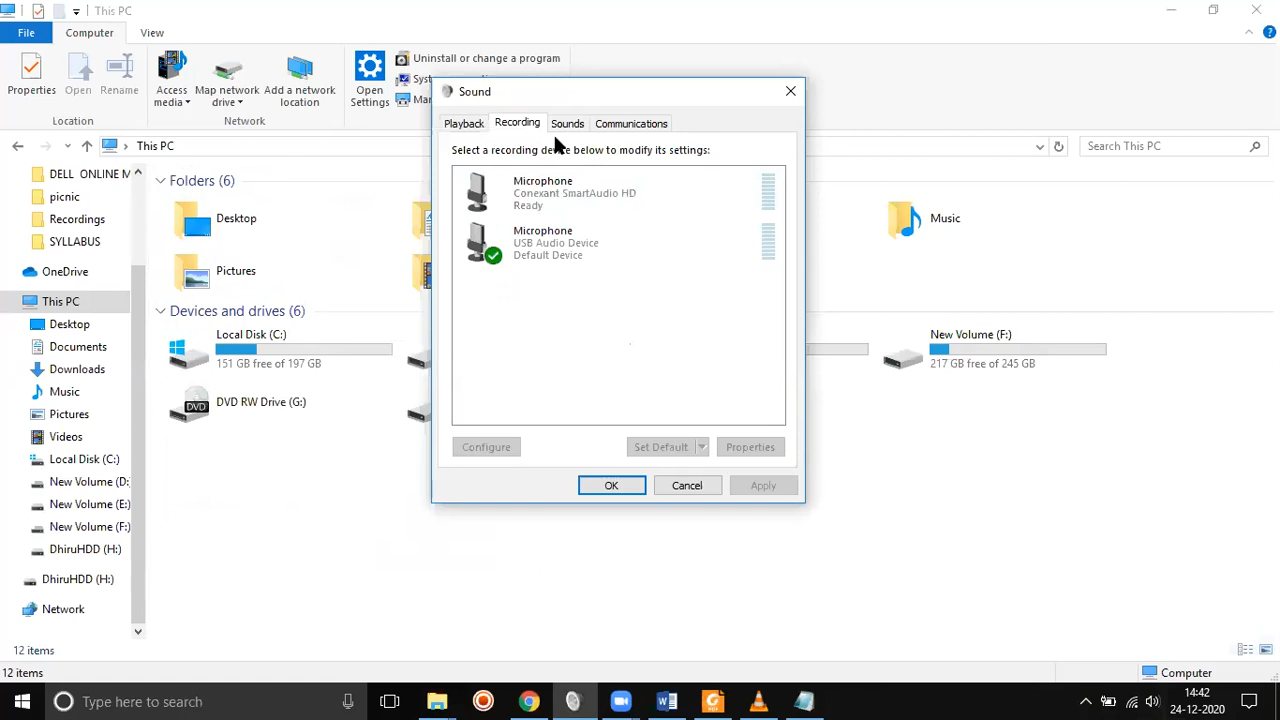 This PC
File
Computer
View
Properties
Open
Rename
Access media
Map network drive
Add a network location
Open Settings
Uninstall or change a program
Location
Network
This PC
Search This PC
DELL ONLINE M
picnic
Recordings
SYLLABUS
OneDrive
This PC
Desktop
Documents
Downloads
Music
Pictures
Videos
Local Disk (C:)
New Volume (D:
New Volume (E:)
New Volume (F:)
DhiruHDD (H:)
DhiruHDD (H:)
Network
Folders (6)
Desktop
Music
Pictures
Devices and drives (6)
Local Disk (C:)
151 GB free of 197 GB
New Volume (F:)
217 GB free of 245 GB
DVD RW Drive (G:)
DVD
Sound
Playback
Recording
Sounds
Communications
Select a recording device below to modify its settings:
Microphone
Conexant SmartAudio HD
Ready
Microphone
USB Audio Device
Default Device
Configure
Set Default
Properties
OK
Cancel
Apply
12 items
12 items
Computer
Type here to search
14:42
24-12-2020